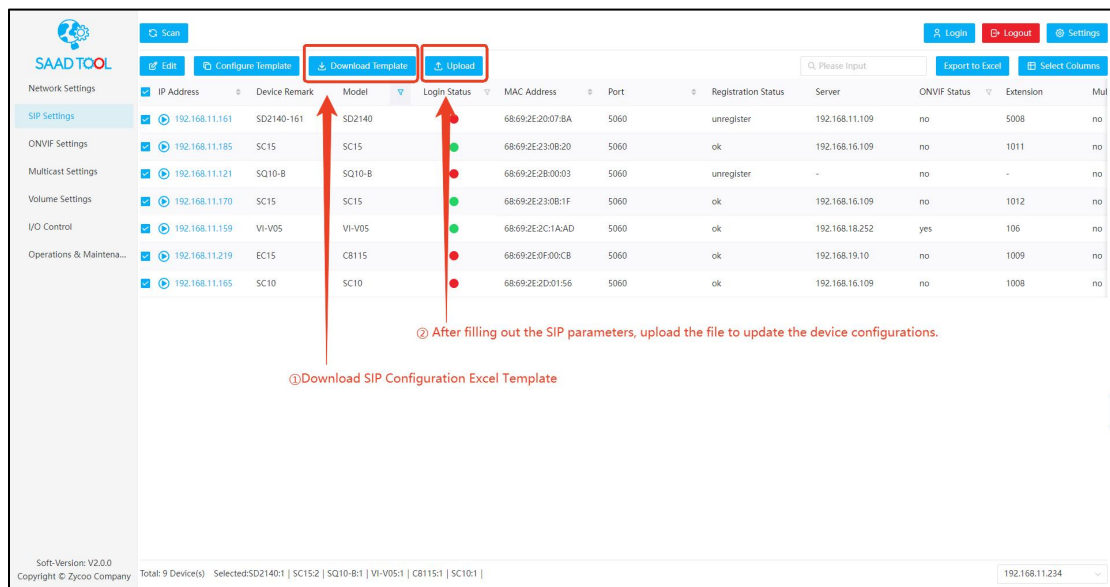 SAAD TOOL
Scan
Login Logout Settings
Edit Configure Template Download Template Upload Please Input Export to Excel Select Columns
Network Settings
SIP Settings
ONVIF Settings
Multicast Settings
Volume Settings
I/O Control
Operations & Maintena...
IP Address Device Remark Model Login Status MAC Address Port Registration Status Server ONVIF Status Extension Mul
192.168.11.161 SD2140-161 SD2140 68:69:2E:20:07:BA 5060 unregister 192.168.11.109 no 5008 no
192.168.11.185 SC15 SC15 68:69:2E:23:0B:20 5060 ok 192.168.16.109 no 1011 no
192.168.11.121 SQ10-B SQ10-B 68:69:2E:2B:00:03 5060 unregister - no - no
192.168.11.170 SC15 SC15 68:69:2E:23:0B:1F 5060 ok 192.168.16.109 no 1012 no
192.168.11.159 VI-V05 VI-V05 68:69:2E:2C:1A:AD 5060 ok 192.168.18.252 yes 106 no
192.168.11.219 EC15 C8115 68:69:2E:0F:00:CB 5060 ok 192.168.19.10 no 1009 no
192.168.11.165 SC10 SC10 68:69:2E:2D:01:56 5060 ok 192.168.16.109 no 1008 no
② After filling out the SIP parameters, upload the file to update the device configurations.
①Download SIP Configuration Excel Template
Soft-Version: V2.0.0
Copyright © Zycoo Company
Total: 9 Device(s) Selected:SD2140:1 | SC15:2 | SQ10-B:1 | VI-V05:1 | C8115:1 | SC10:1 |
192.168.11.234